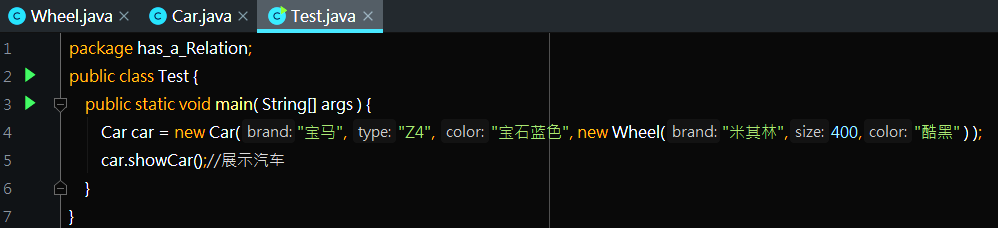 Wheel.java × Car.java × Test.java ×
1 package has_a_Relation;
2 public class Test {
3 public static void main( String[] args ) {
4 Car car = new Car( brand: "宝马", type: "Z4", color: "宝石蓝色", new Wheel( brand: "米其林", size: 400, color: "酷黑" ) );
5 car.showCar();//展示汽车
6 }
7 }